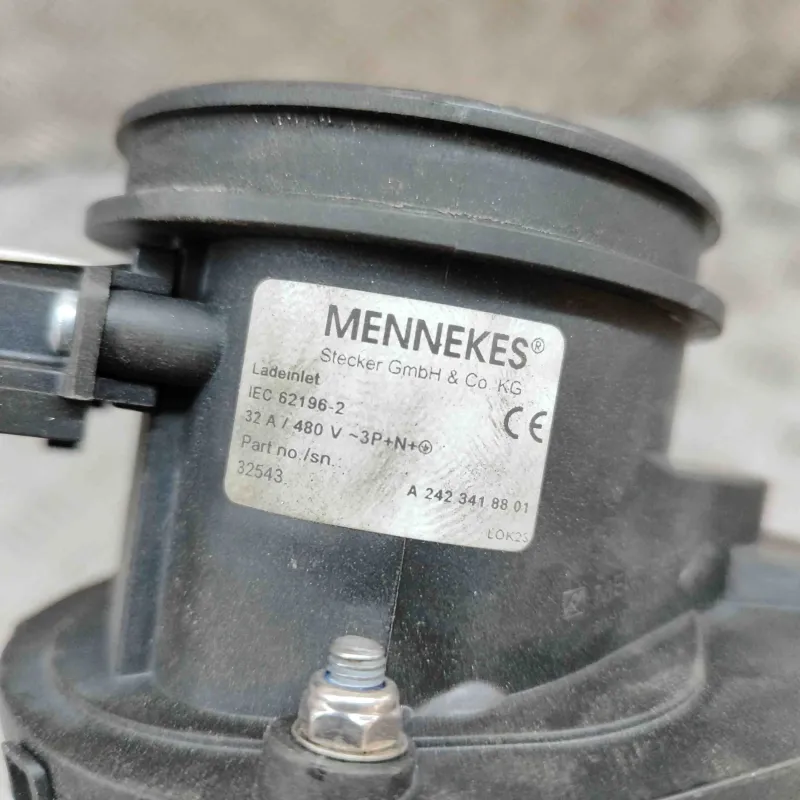 MENNEKES®
Stecker GmbH & Co. KG
Ladeinlet
IEC 62196-2
32 A / 480 V ~3P+N+⏚
Part no./sn.
32543
A 242 341 88 01
CE